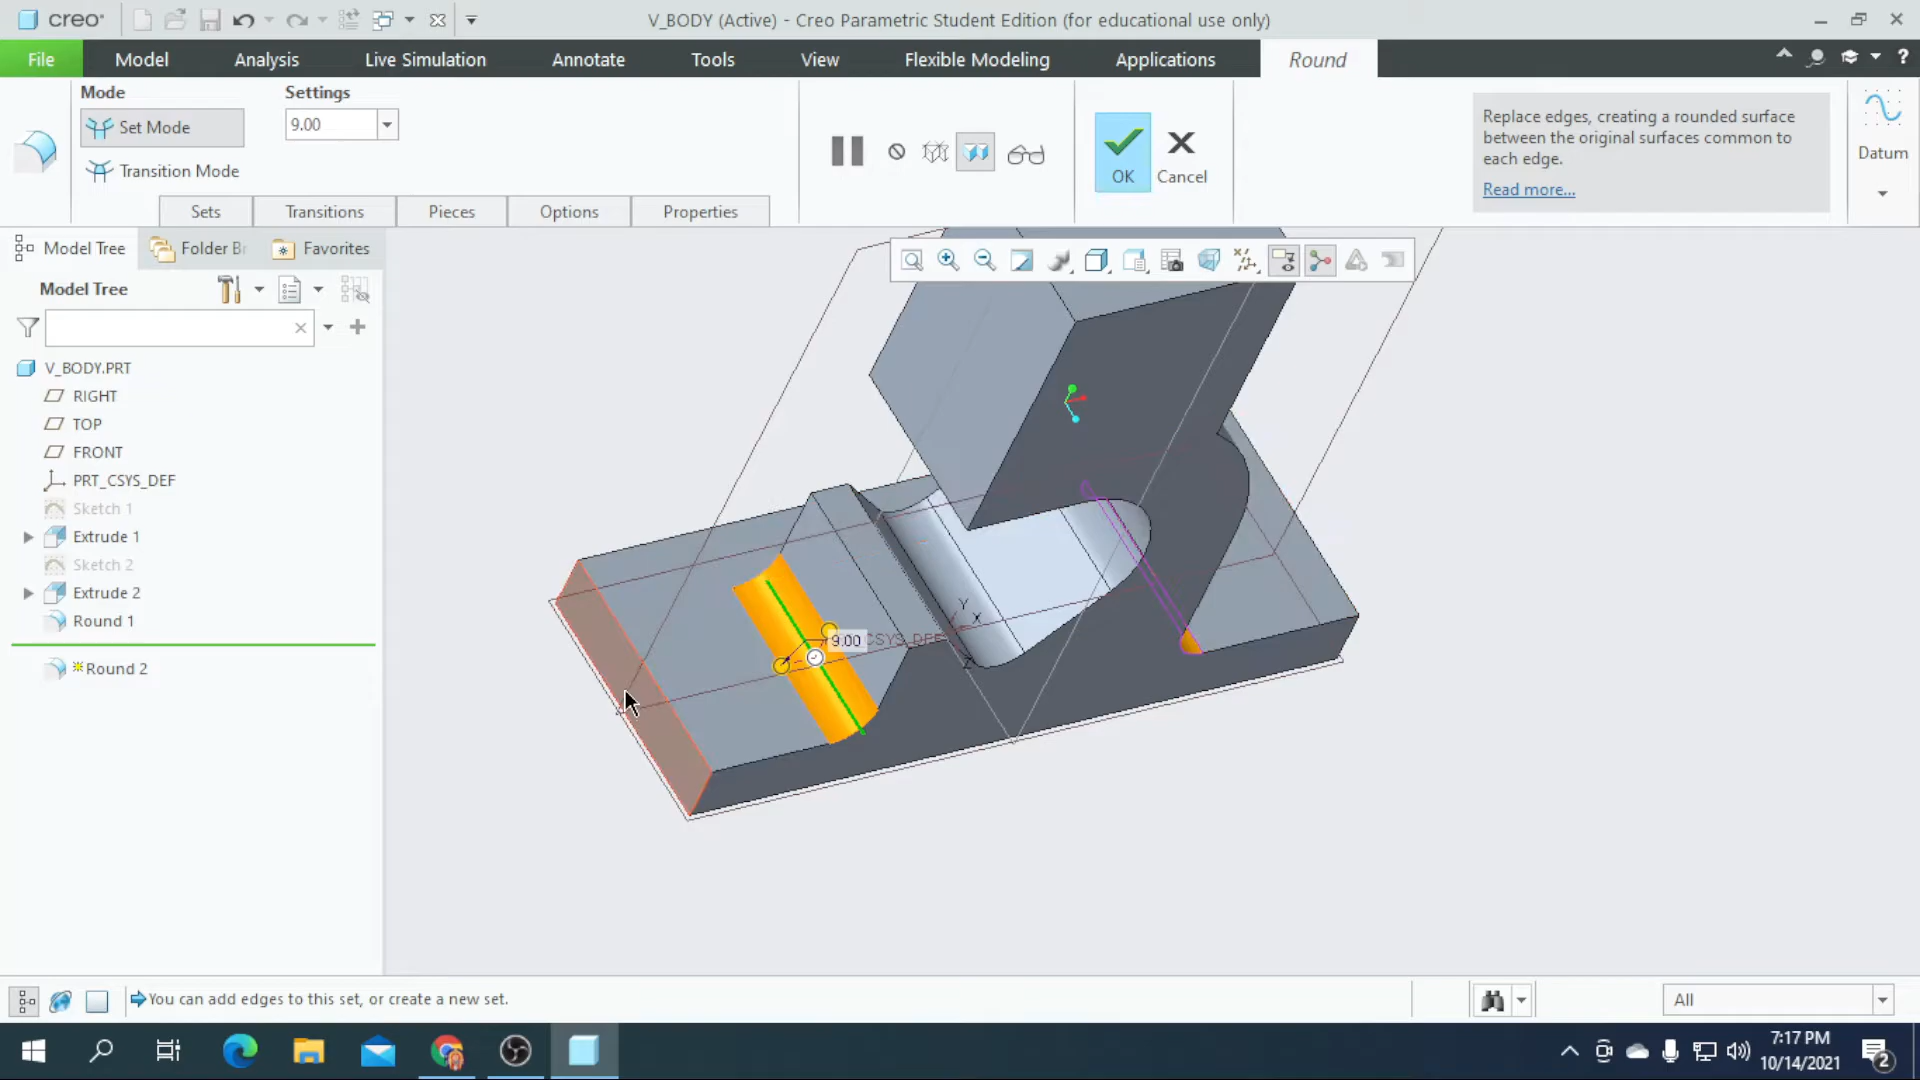 creo®
V_BODY (Active) - Creo Parametric Student Edition (for educational use only)
File
Model
Analysis
Live Simulation
Annotate
Tools
View
Flexible Modeling
Applications
Round
Mode
Settings
Set Mode
9.00
Transition Mode
OK
Cancel
Replace edges, creating a rounded surface
between the original surfaces common to
each edge.
Read more...
Datum
Sets
Transitions
Pieces
Options
Properties
Model Tree
Folder Br
Favorites
Model Tree
V_BODY.PRT
RIGHT
TOP
FRONT
PRT_CSYS_DEF
Sketch 1
Extrude 1
Sketch 2
Extrude 2
Round 1
Round 2
Y
X
9.00
CSYS_DEF
Z
You can add edges to this set, or create a new set.
All
7:17 PM
10/14/2021
2